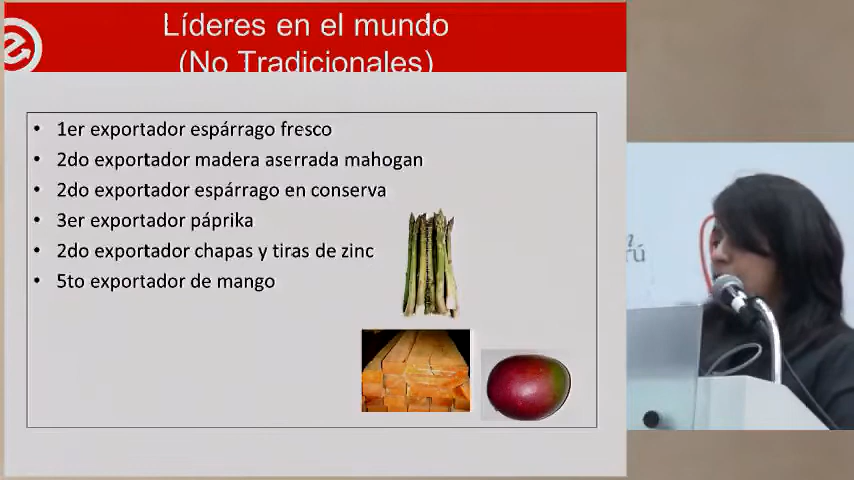 Líderes en el mundo
(No Tradicionales)
• 1er exportador espárrago fresco
• 2do exportador madera aserrada mahogan
• 2do exportador espárrago en conserva
• 3er exportador páprika
• 2do exportador chapas y tiras de zinc
• 5to exportador de mango